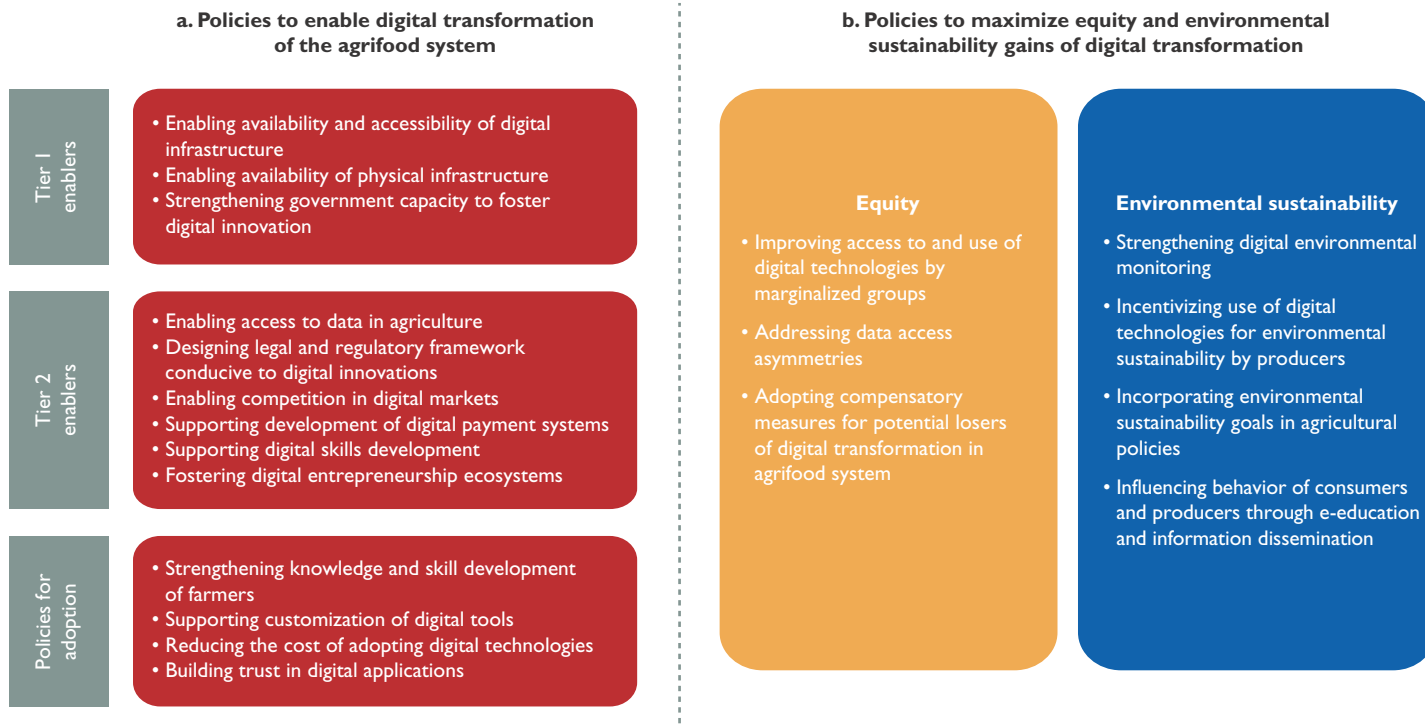 a. Policies to enable digital transformation
of the agrifood system
Tier 1
enablers
• Enabling availability and accessibility of digital
infrastructure
• Enabling availability of physical infrastructure
• Strengthening government capacity to foster
digital innovation
Tier 2
enablers
• Enabling access to data in agriculture
• Designing legal and regulatory framework
conducive to digital innovations
• Enabling competition in digital markets
• Supporting development of digital payment systems
• Supporting digital skills development
• Fostering digital entrepreneurship ecosystems
Policies for
adoption
• Strengthening knowledge and skill development
of farmers
• Supporting customization of digital tools
• Reducing the cost of adopting digital technologies
• Building trust in digital applications
b. Policies to maximize equity and environmental
sustainability gains of digital transformation
Equity
• Improving access to and use of
digital technologies by
marginalized groups
• Addressing data access
asymmetries
• Adopting compensatory
measures for potential losers
of digital transformation in
agrifood system
Environmental sustainability
• Strengthening digital environmental
monitoring
• Incentivizing use of digital
technologies for environmental
sustainability by producers
• Incorporating environmental
sustainability goals in agricultural
policies
• Influencing behavior of consumers
and producers through e-education
and information dissemination